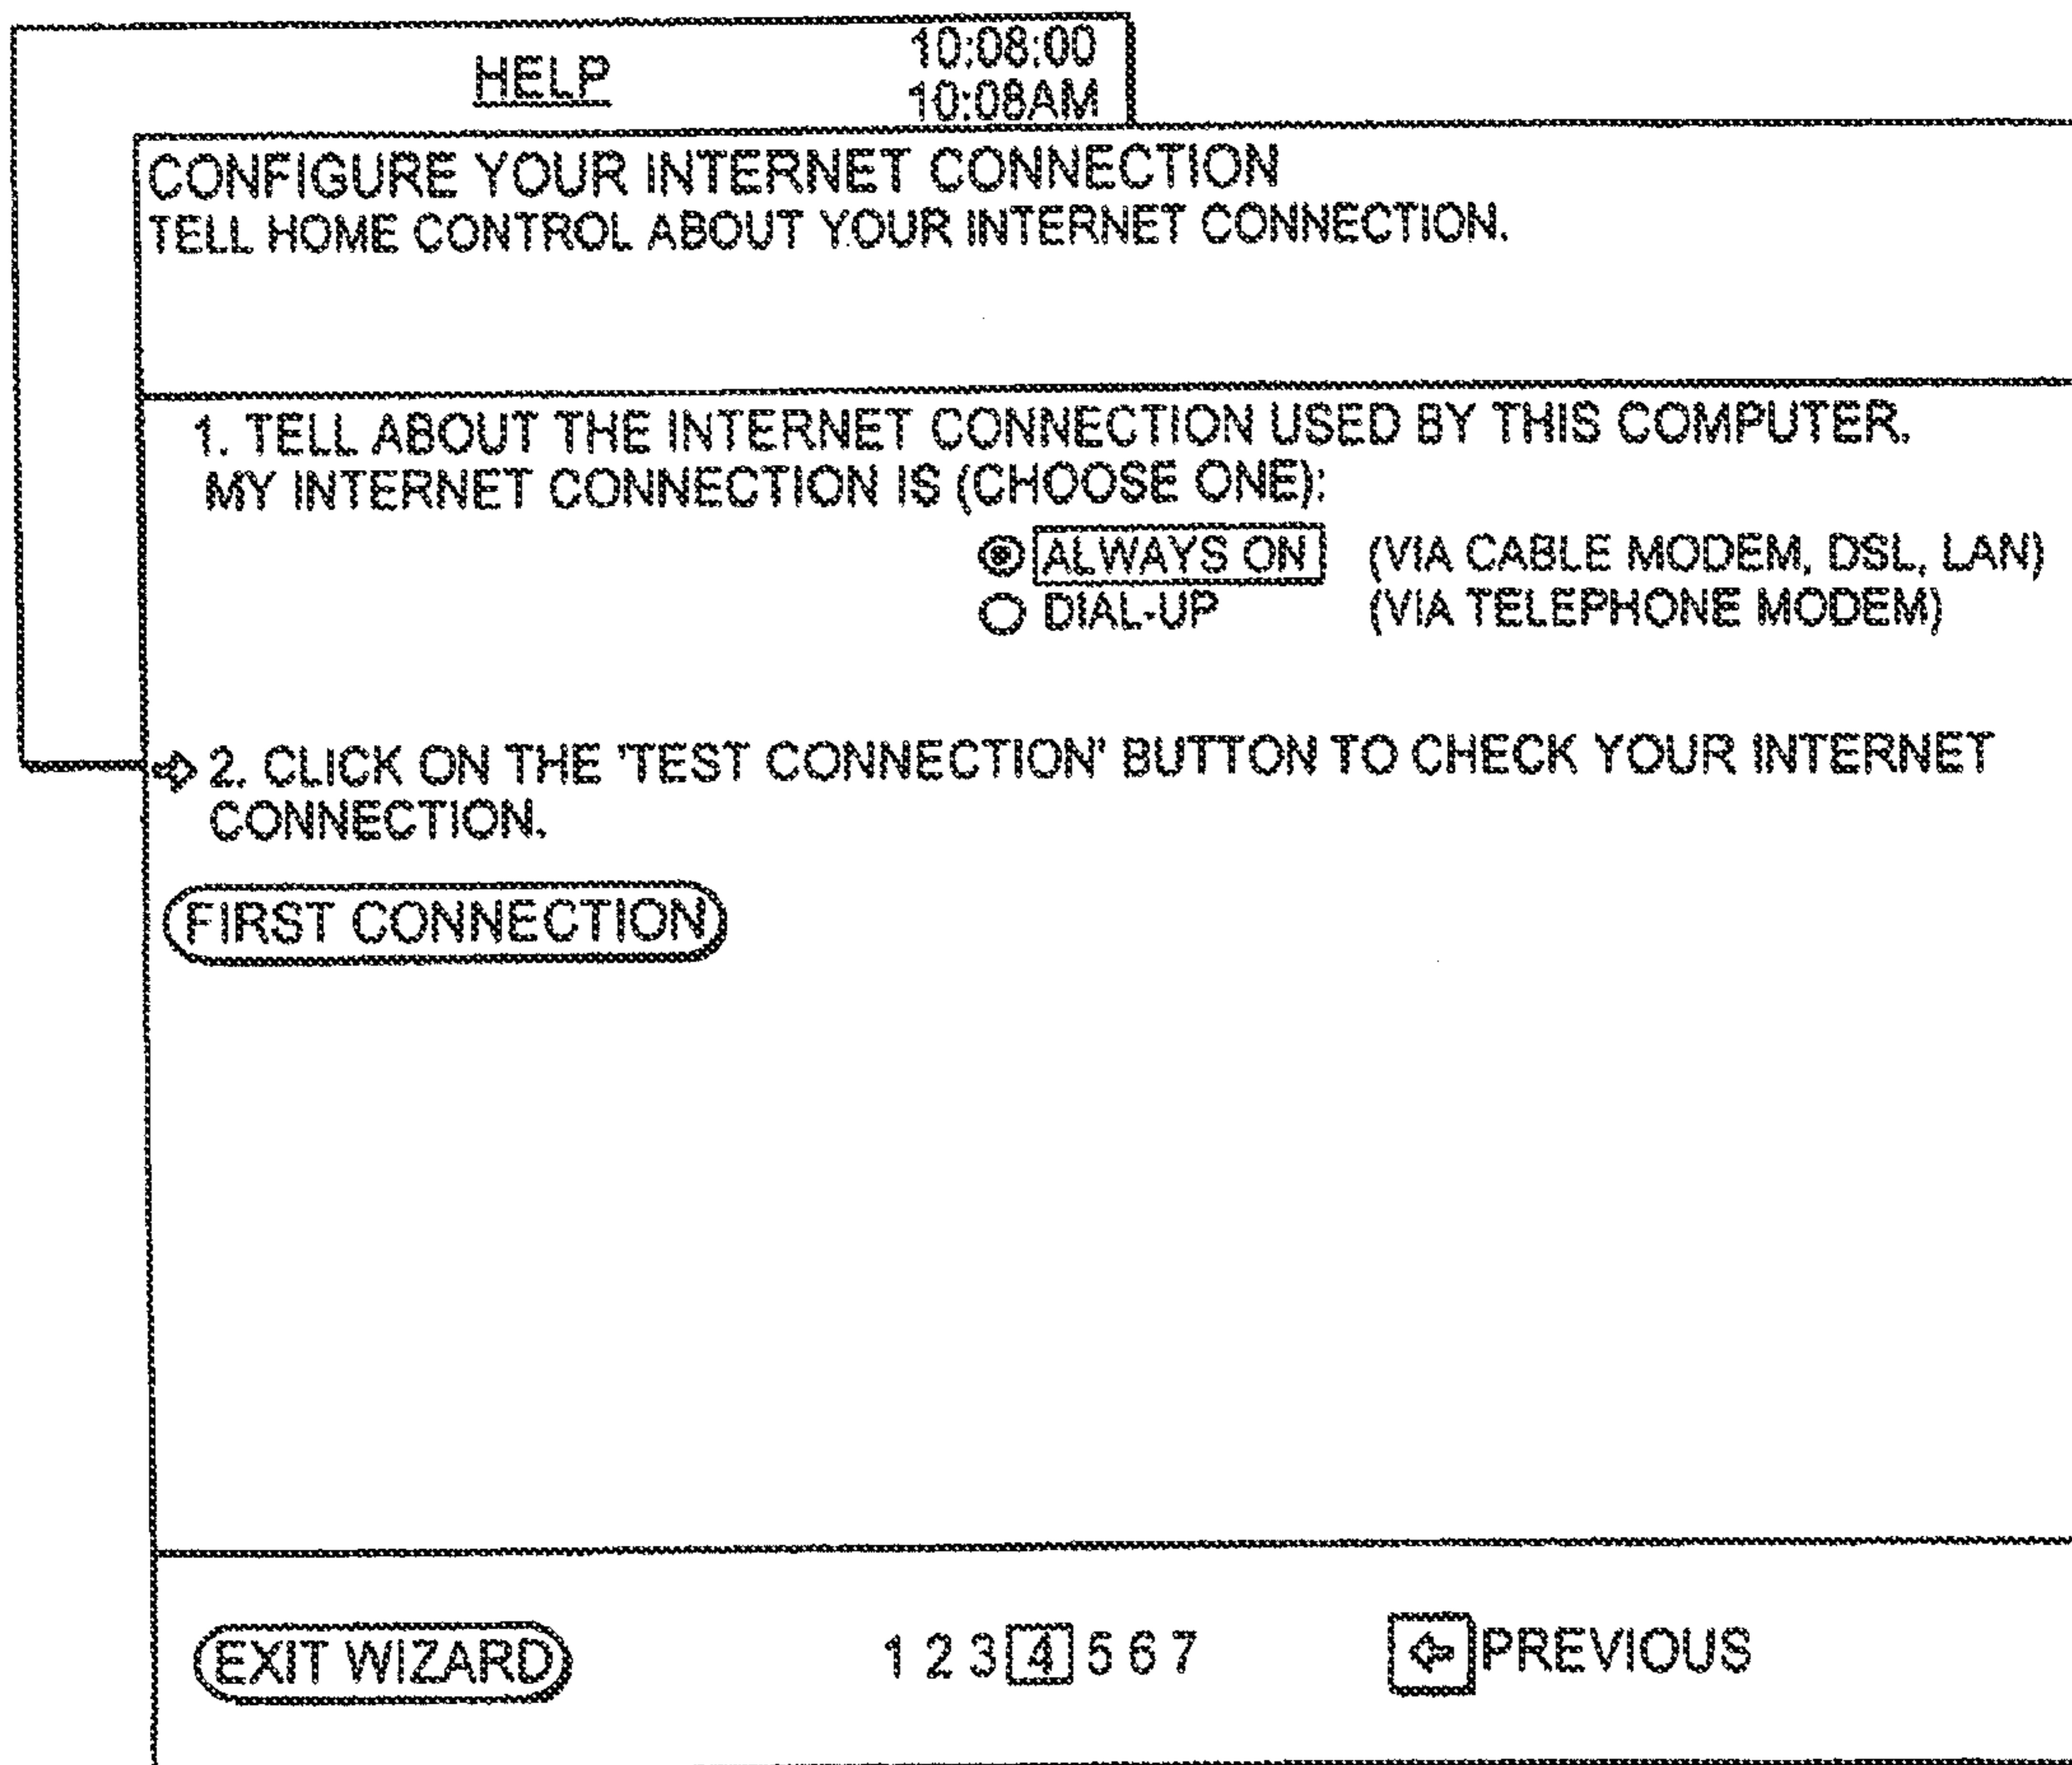 HELP
10:08:00
10:08AM
CONFIGURE YOUR INTERNET CONNECTION
TELL HOME CONTROL ABOUT YOUR INTERNET CONNECTION.
1. TELL ABOUT THE INTERNET CONNECTION USED BY THIS COMPUTER.
MY INTERNET CONNECTION IS (CHOOSE ONE):
ALWAYS ON (VIA CABLE MODEM, DSL, LAN)
DIAL-UP (VIA TELEPHONE MODEM)
2. CLICK ON THE 'TEST CONNECTION' BUTTON TO CHECK YOUR INTERNET
CONNECTION.
FIRST CONNECTION
EXIT WIZARD 1 2 3 4 5 6 7 PREVIOUS